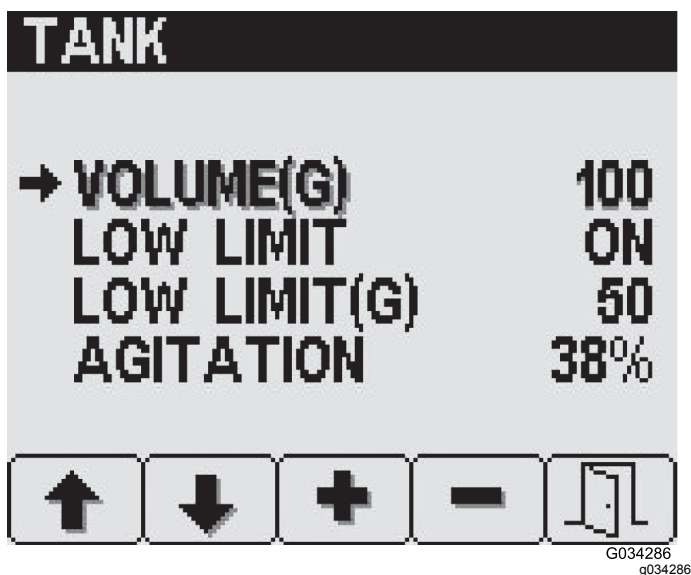 TANK
VOLUME(G) 100
LOW LIMIT ON
LOW LIMIT(G) 50
AGITATION 38%
G034286
g034286